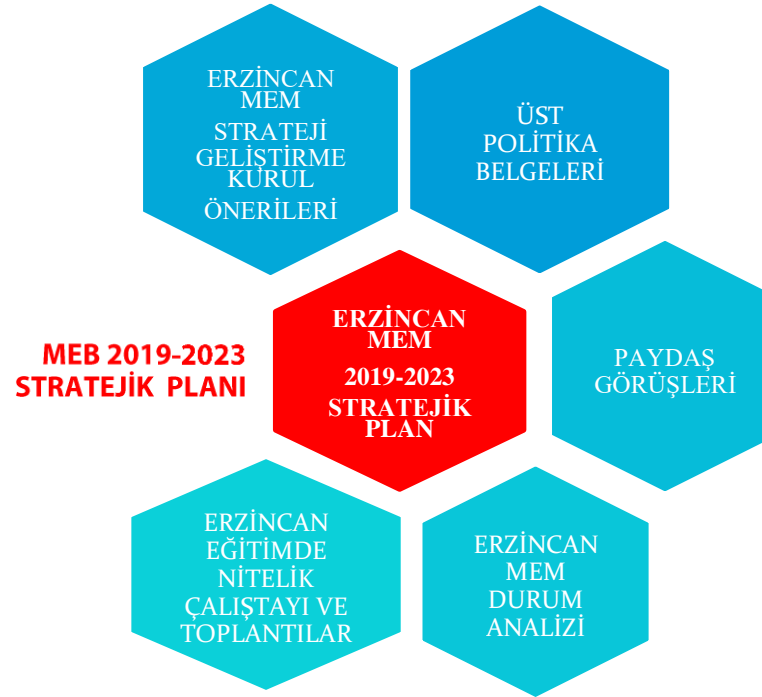 ERZİNCAN
MEM
STRATEJİ
GELİŞTİRME
KURUL
ÖNERİLERİ
ÜST
POLİTİKA
BELGELERİ
MEB 2019-2023
STRATEJİK PLANI
ERZİNCAN
MEM
2019-2023
STRATEJİK
PLAN
PAYDAŞ
GÖRÜŞLERİ
ERZİNCAN
EĞİTİMDE
NİTELİK
ÇALIŞTAYI VE
TOPLANTILAR
ERZİNCAN
MEM
DURUM
ANALİZİ